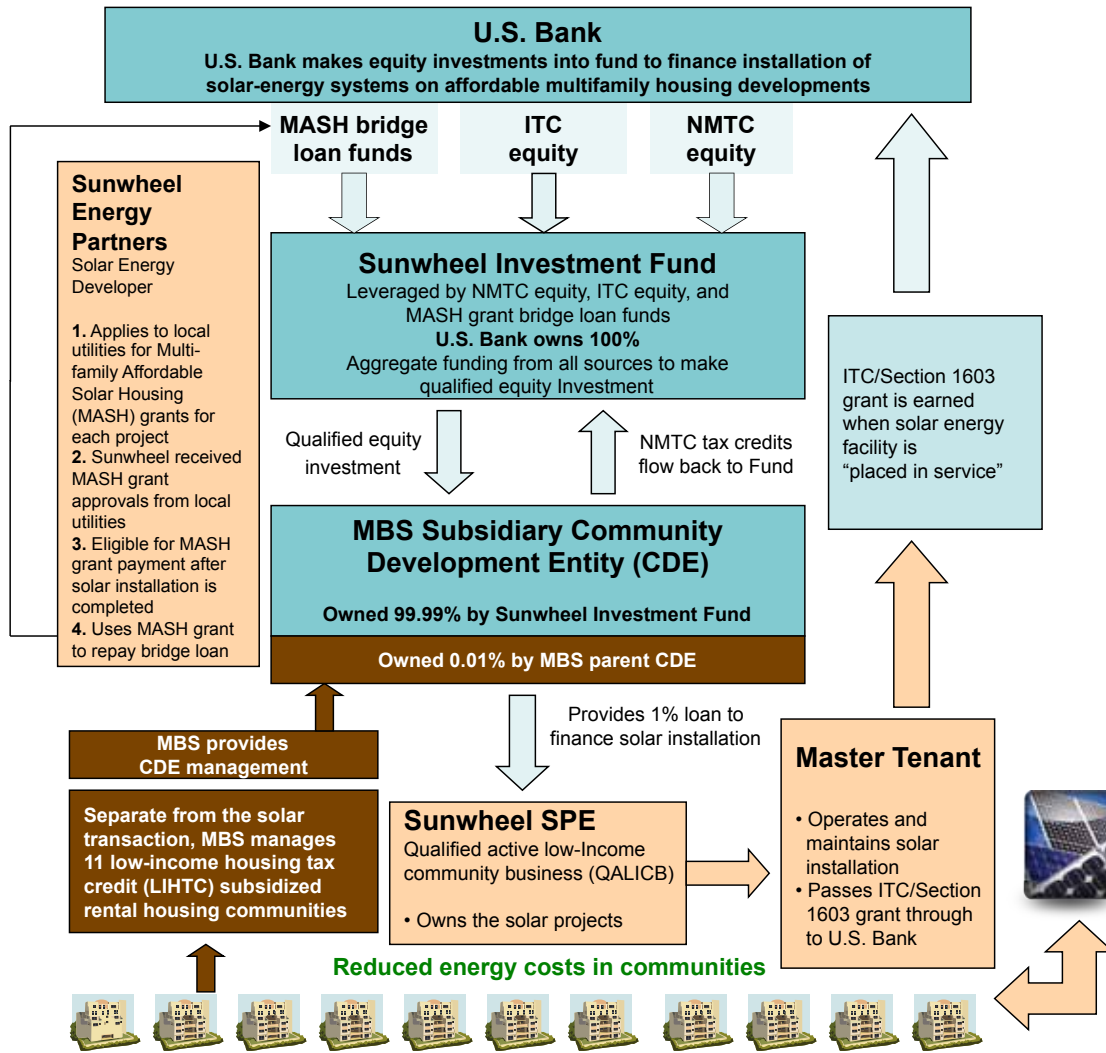 U.S. Bank
U.S. Bank makes equity investments into fund to finance installation of
solar-energy systems on affordable multifamily housing developments
MASH bridge
loan funds
ITC
equity
NMTC
equity
Sunwheel
Energy
Partners
Solar Energy
Developer
1. Applies to local
utilities for Multi-
family Affordable
Solar Housing
(MASH) grants for
each project
2. Sunwheel received
MASH grant
approvals from local
utilities
3. Eligible for MASH
grant payment after
solar installation is
completed
4. Uses MASH grant
to repay bridge loan
Sunwheel Investment Fund
Leveraged by NMTC equity, ITC equity, and
MASH grant bridge loan funds
U.S. Bank owns 100%
Aggregate funding from all sources to make
qualified equity Investment
ITC/Section 1603
grant is earned
when solar energy
facility is
“placed in service”
Qualified equity
investment
NMTC tax credits
flow back to Fund
MBS Subsidiary Community
Development Entity (CDE)
Owned 99.99% by Sunwheel Investment Fund
Owned 0.01% by MBS parent CDE
MBS provides
CDE management
Provides 1% loan to
finance solar installation
Separate from the solar
transaction, MBS manages
11 low-income housing tax
credit (LIHTC) subsidized
rental housing communities
Sunwheel SPE
Qualified active low-Income
community business (QALICB)
• Owns the solar projects
Master Tenant
• Operates and
maintains solar
installation
• Passes ITC/Section
1603 grant through
to U.S. Bank
Reduced energy costs in communities